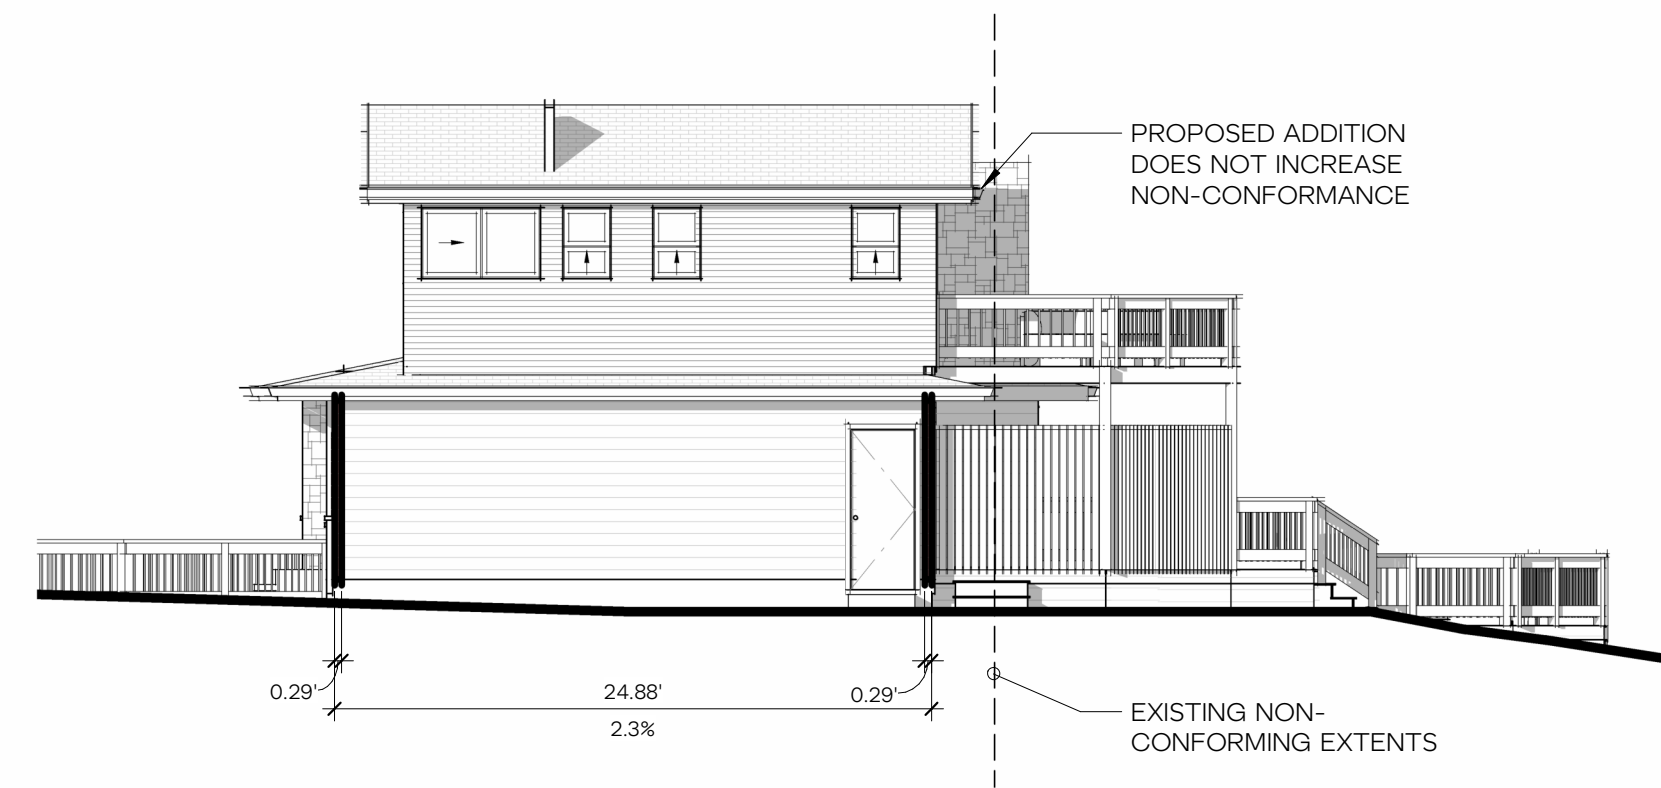 PROPOSED ADDITION
DOES NOT INCREASE
NON-CONFORMANCE
0.29'
24.88'
0.29'
2.3%
EXISTING NON-
CONFORMING EXTENTS